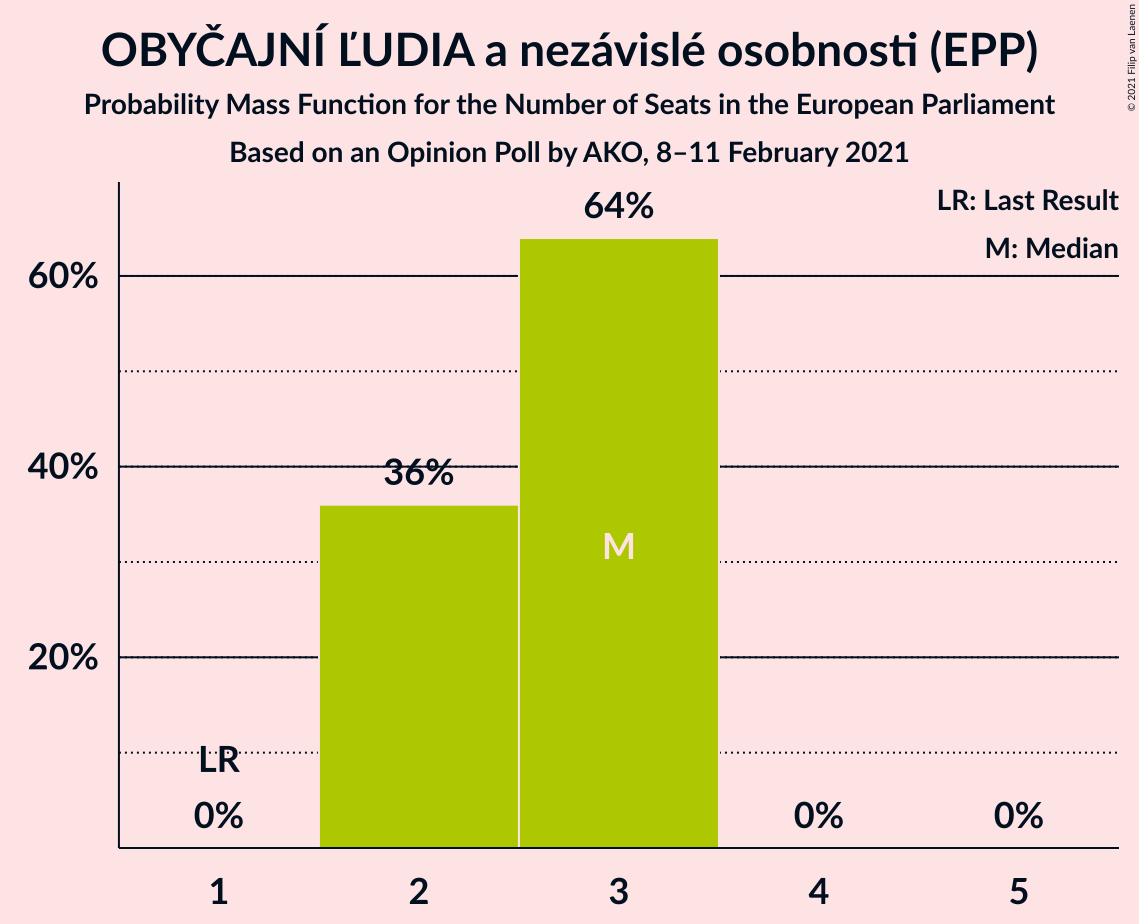 OBYČAJNÍ ĽUDIA a nezávislé osobnosti (EPP)
Probability Mass Function for the Number of Seats in the European Parliament
Based on an Opinion Poll by AKO, 8–11 February 2021
© 2021 Filip van Laenen
LR: Last Result
M: Median
64%
60%
40%
36%
M
20%
LR
0%
0%
0%
1
2
3
4
5